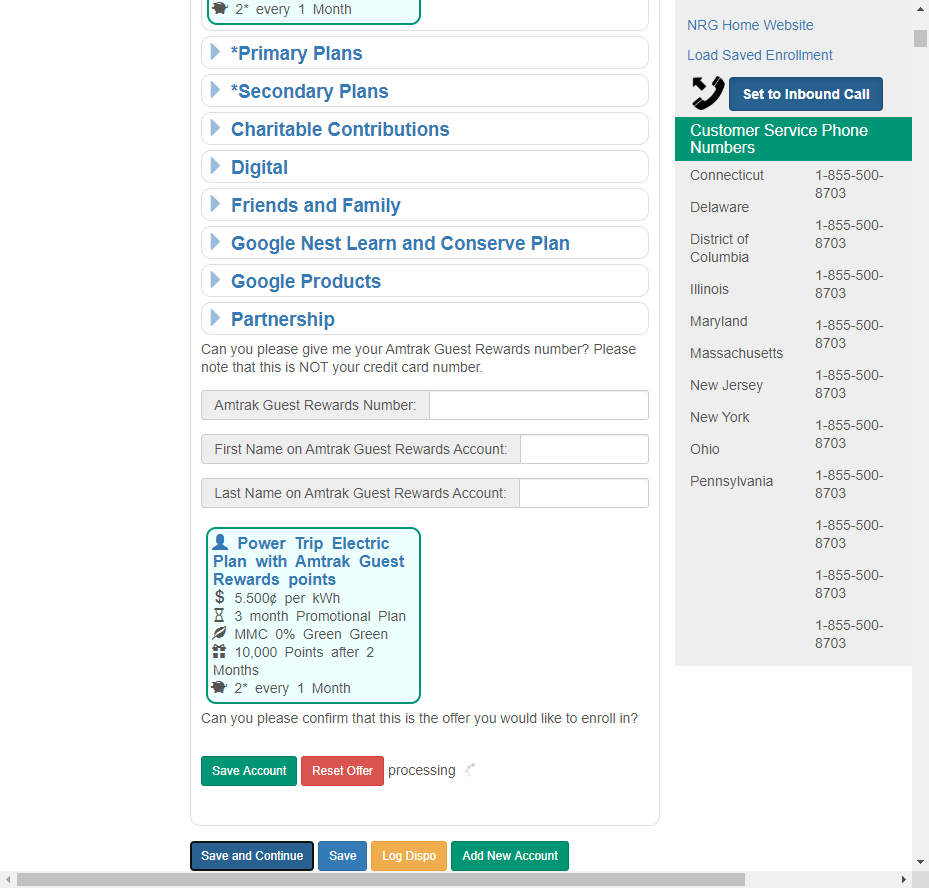 2* every 1 Month
*Primary Plans
*Secondary Plans
Charitable Contributions
Digital
Friends and Family
Google Nest Learn and Conserve Plan
Google Products
Partnership
Can you please give me your Amtrak Guest Rewards number? Please
note that this is NOT your credit card number.
Amtrak Guest Rewards Number:
First Name on Amtrak Guest Rewards Account:
Last Name on Amtrak Guest Rewards Account:
Power Trip Electric
Plan with Amtrak Guest
Rewards points
$ 5.500¢ per kWh
3 month Promotional Plan
MMC 0% Green Green
10,000 Points after 2
Months
2* every 1 Month
Can you please confirm that this is the offer you would like to enroll in?
Save Account
Reset Offer
processing
Save and Continue
Save
Log Dispo
Add New Account
NRG Home Website
Load Saved Enrollment
Set to Inbound Call
Customer Service Phone
Numbers
Connecticut
Delaware
District of
Columbia
Illinois
Maryland
Massachusetts
New Jersey
New York
Ohio
Pennsylvania
1-855-500-
8703
1-855-500-
8703
1-855-500-
8703
1-855-500-
8703
1-855-500-
8703
1-855-500-
8703
1-855-500-
8703
1-855-500-
8703
1-855-500-
8703
1-855-500-
8703